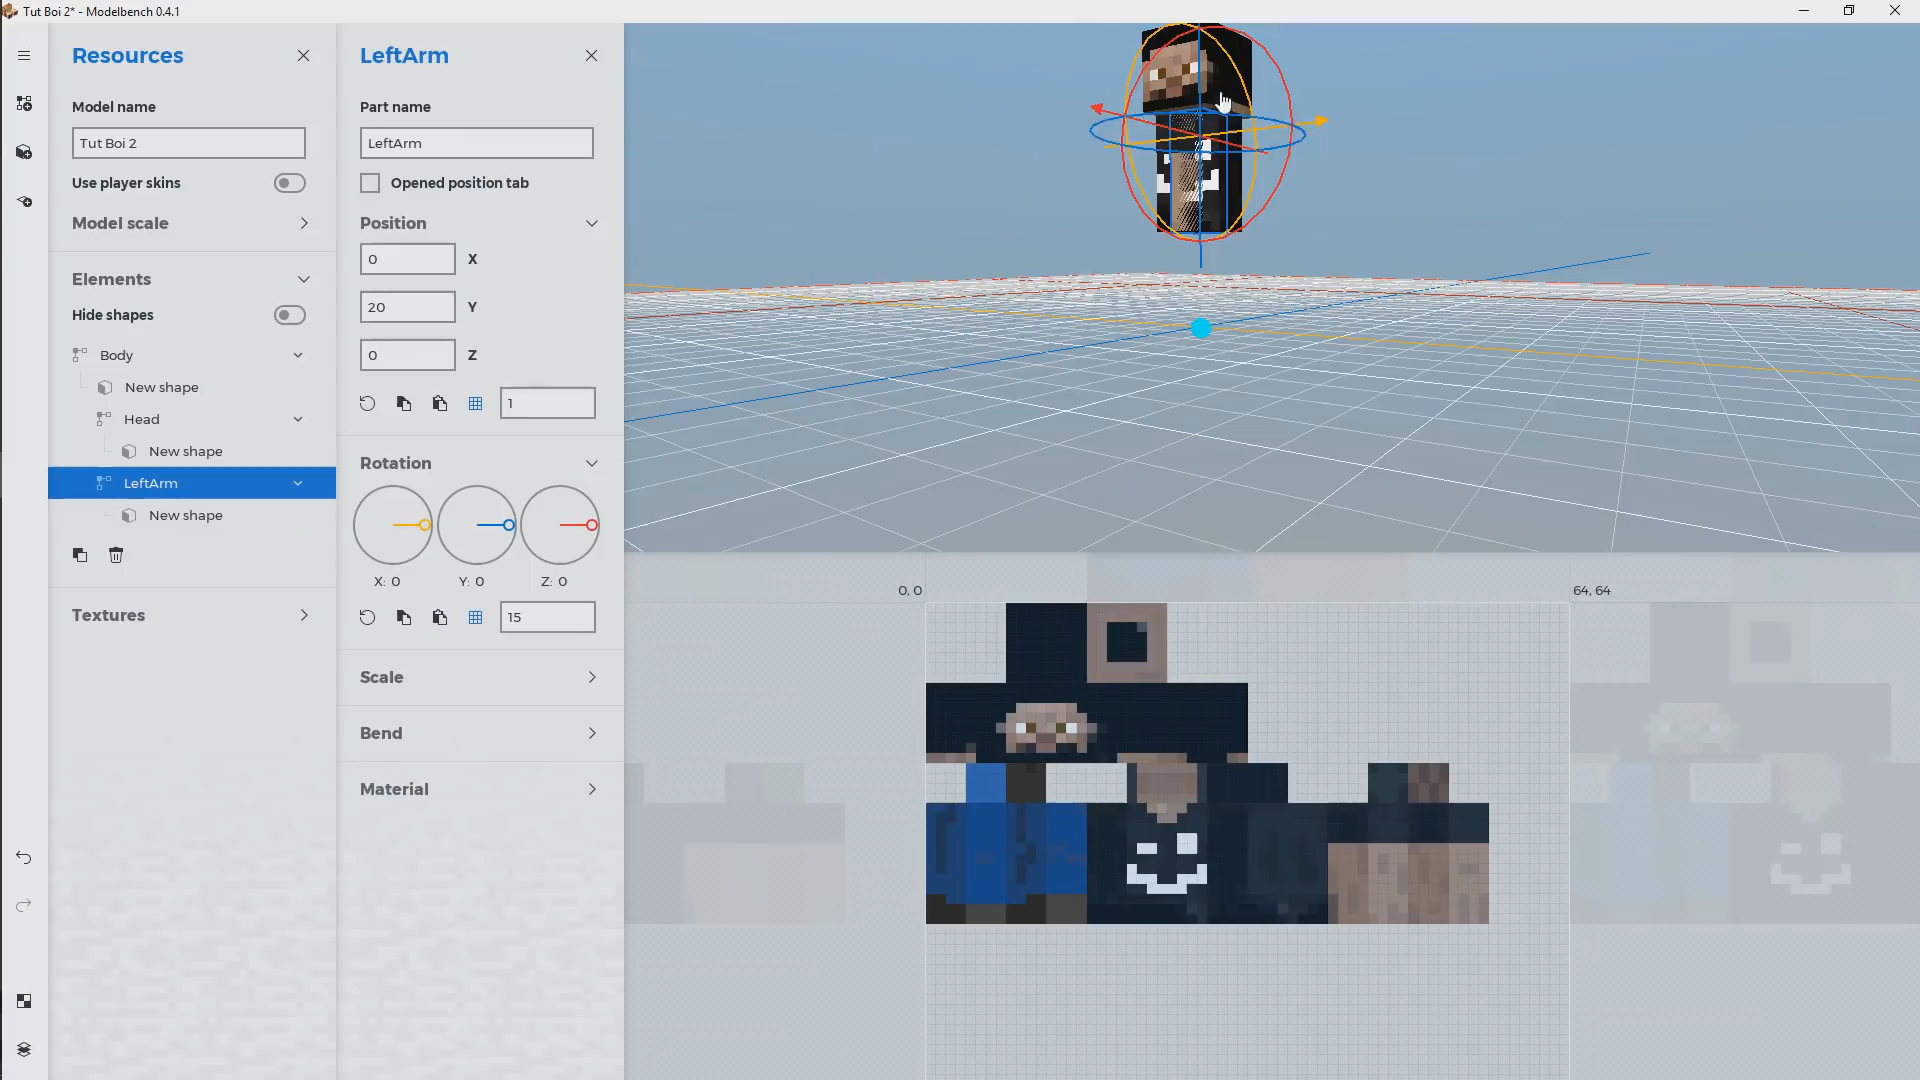 Tut Boi 2* - Modelbench 0.4.1
Resources
Model name
Tut Boi 2
Use player skins
Model scale
Elements
Hide shapes
Body
New shape
Head
New shape
LeftArm
New shape
Textures
LeftArm
Part name
LeftArm
Opened position tab
Position
0 X
20 Y
0 Z
1
Rotation
X: 0 Y: 0 Z: 0
15
Scale
Bend
Material
0, 0
64, 64